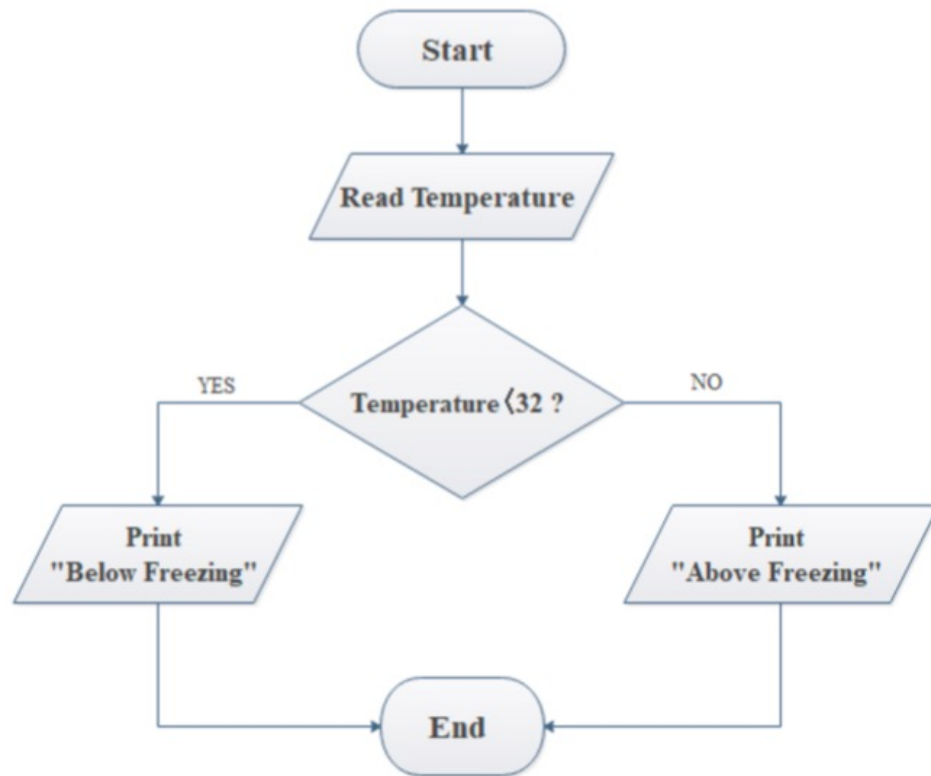 Start
Read Temperature
Temperature〈32 ?
YES
NO
Print
"Below Freezing"
Print
"Above Freezing"
End